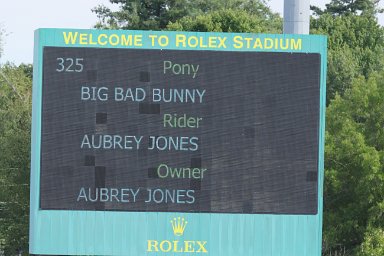 WELCOME TO ROLEX STADIUM
325 Pony
BIG BAD BUNNY
Rider
AUBREY JONES
Owner
AUBREY JONES
ROLEX